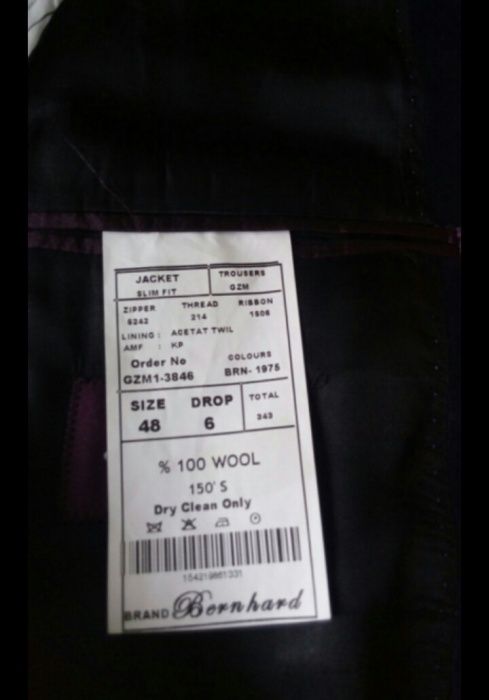 JACKET TROUSERS
SLIM FIT GZM
ZIPPER THREAD RIBBON
5242 214 1506
LINING : ACETAT TWIL
AMF : KP
Order No COLOURS
GZM1-3846 BRN- 1975
SIZE DROP TOTAL
48 6 343
% 100 WOOL
150' S
Dry Clean Only
154219861331
BRAND Bernhard